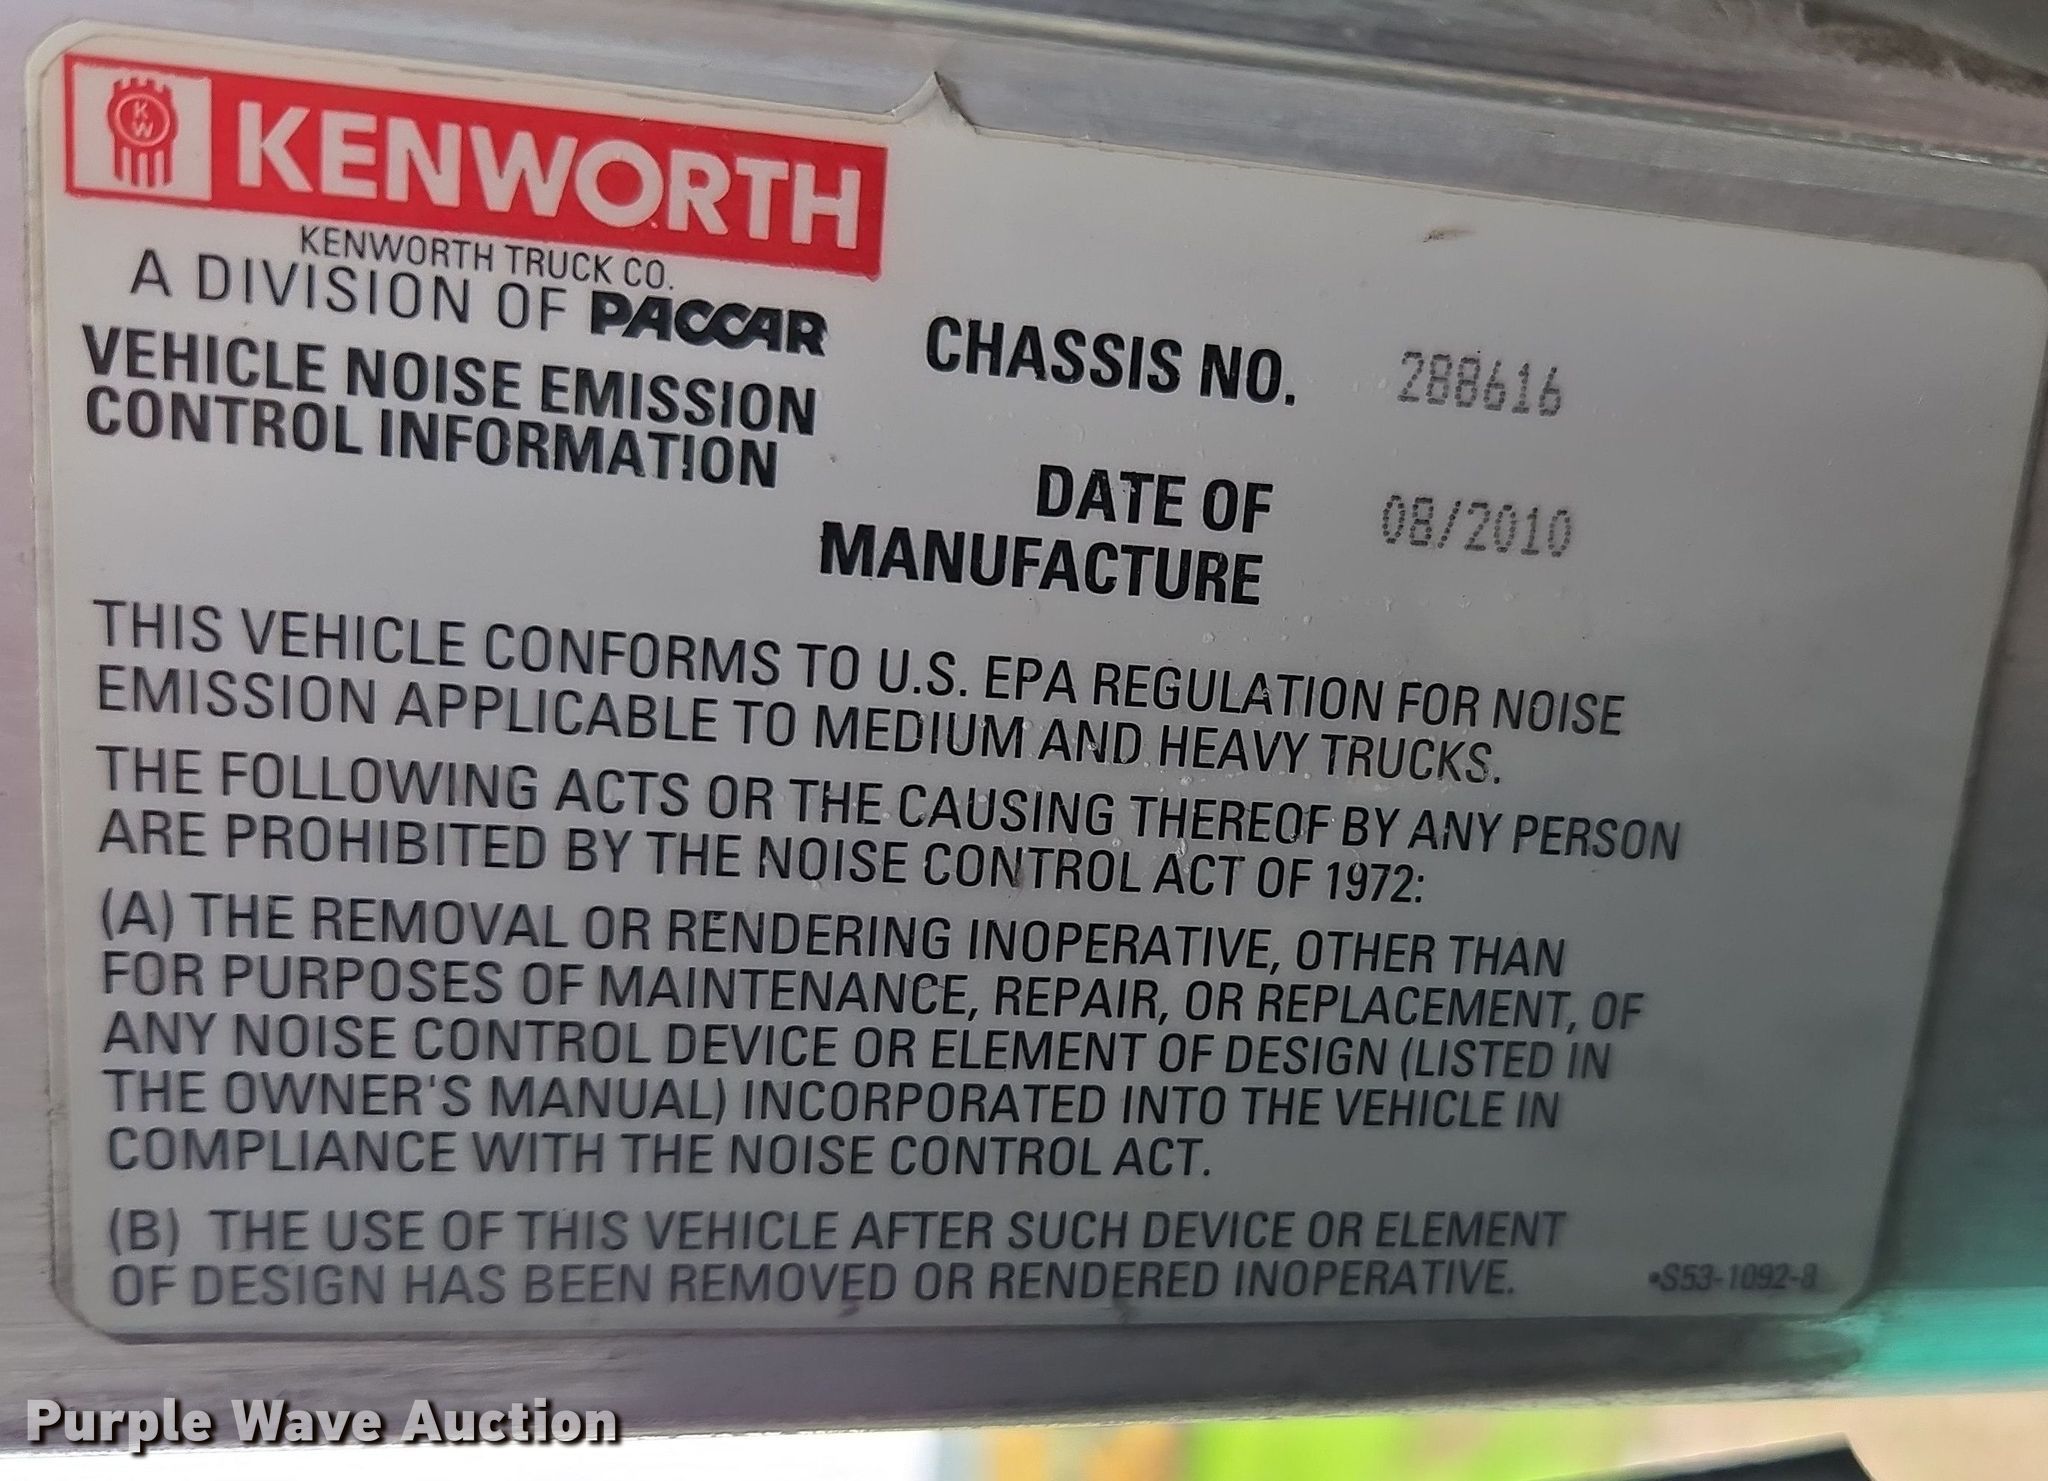 KW KENWORTH
KENWORTH TRUCK CO.
A DIVISION OF PACCAR
VEHICLE NOISE EMISSION
CONTROL INFORMATION
CHASSIS NO. 288616
DATE OF
MANUFACTURE 08/2010
THIS VEHICLE CONFORMS TO U.S. EPA REGULATION FOR NOISE
EMISSION APPLICABLE TO MEDIUM AND HEAVY TRUCKS.
THE FOLLOWING ACTS OR THE CAUSING THEREOF BY ANY PERSON
ARE PROHIBITED BY THE NOISE CONTROL ACT OF 1972:
(A) THE REMOVAL OR RENDERING INOPERATIVE, OTHER THAN
FOR PURPOSES OF MAINTENANCE, REPAIR, OR REPLACEMENT, OF
ANY NOISE CONTROL DEVICE OR ELEMENT OF DESIGN (LISTED IN
THE OWNER'S MANUAL) INCORPORATED INTO THE VEHICLE IN
COMPLIANCE WITH THE NOISE CONTROL ACT.
(B) THE USE OF THIS VEHICLE AFTER SUCH DEVICE OR ELEMENT
OF DESIGN HAS BEEN REMOVED OR RENDERED INOPERATIVE.
•S53-1092-8
Purple Wave Auction